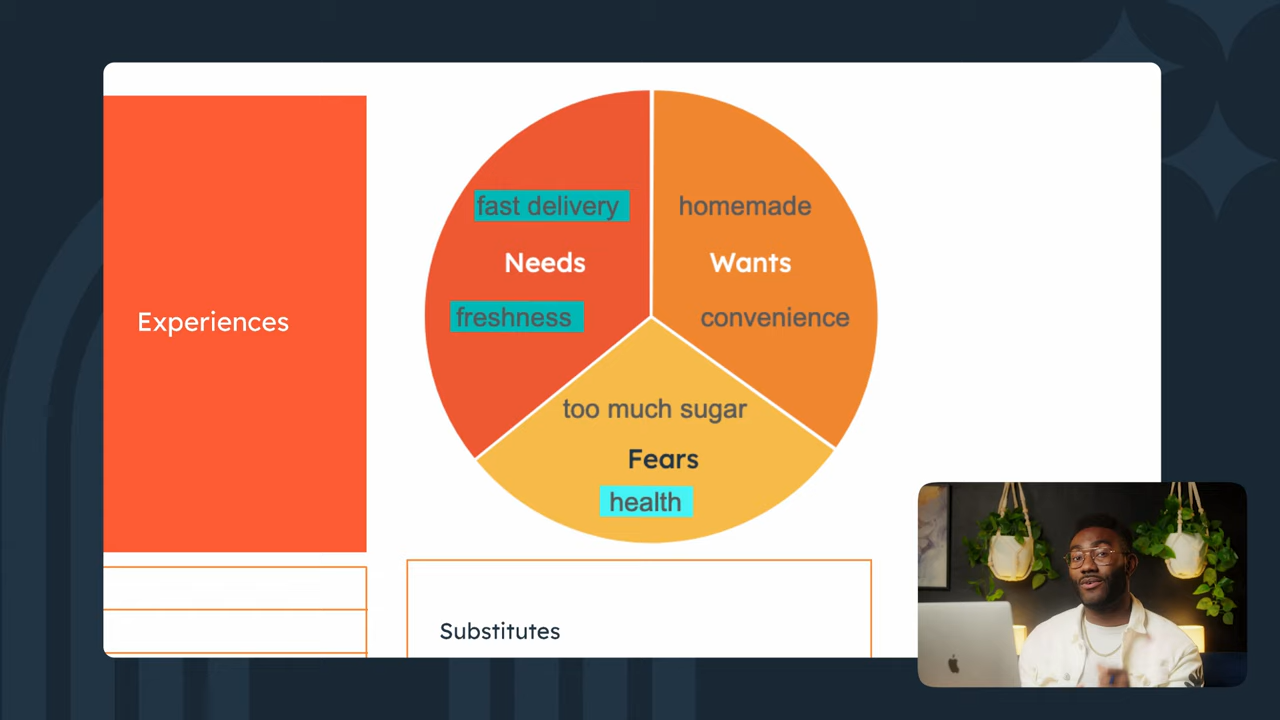 Experiences
fast delivery
Needs
freshness
homemade
Wants
convenience
too much sugar
Fears
health
Substitutes